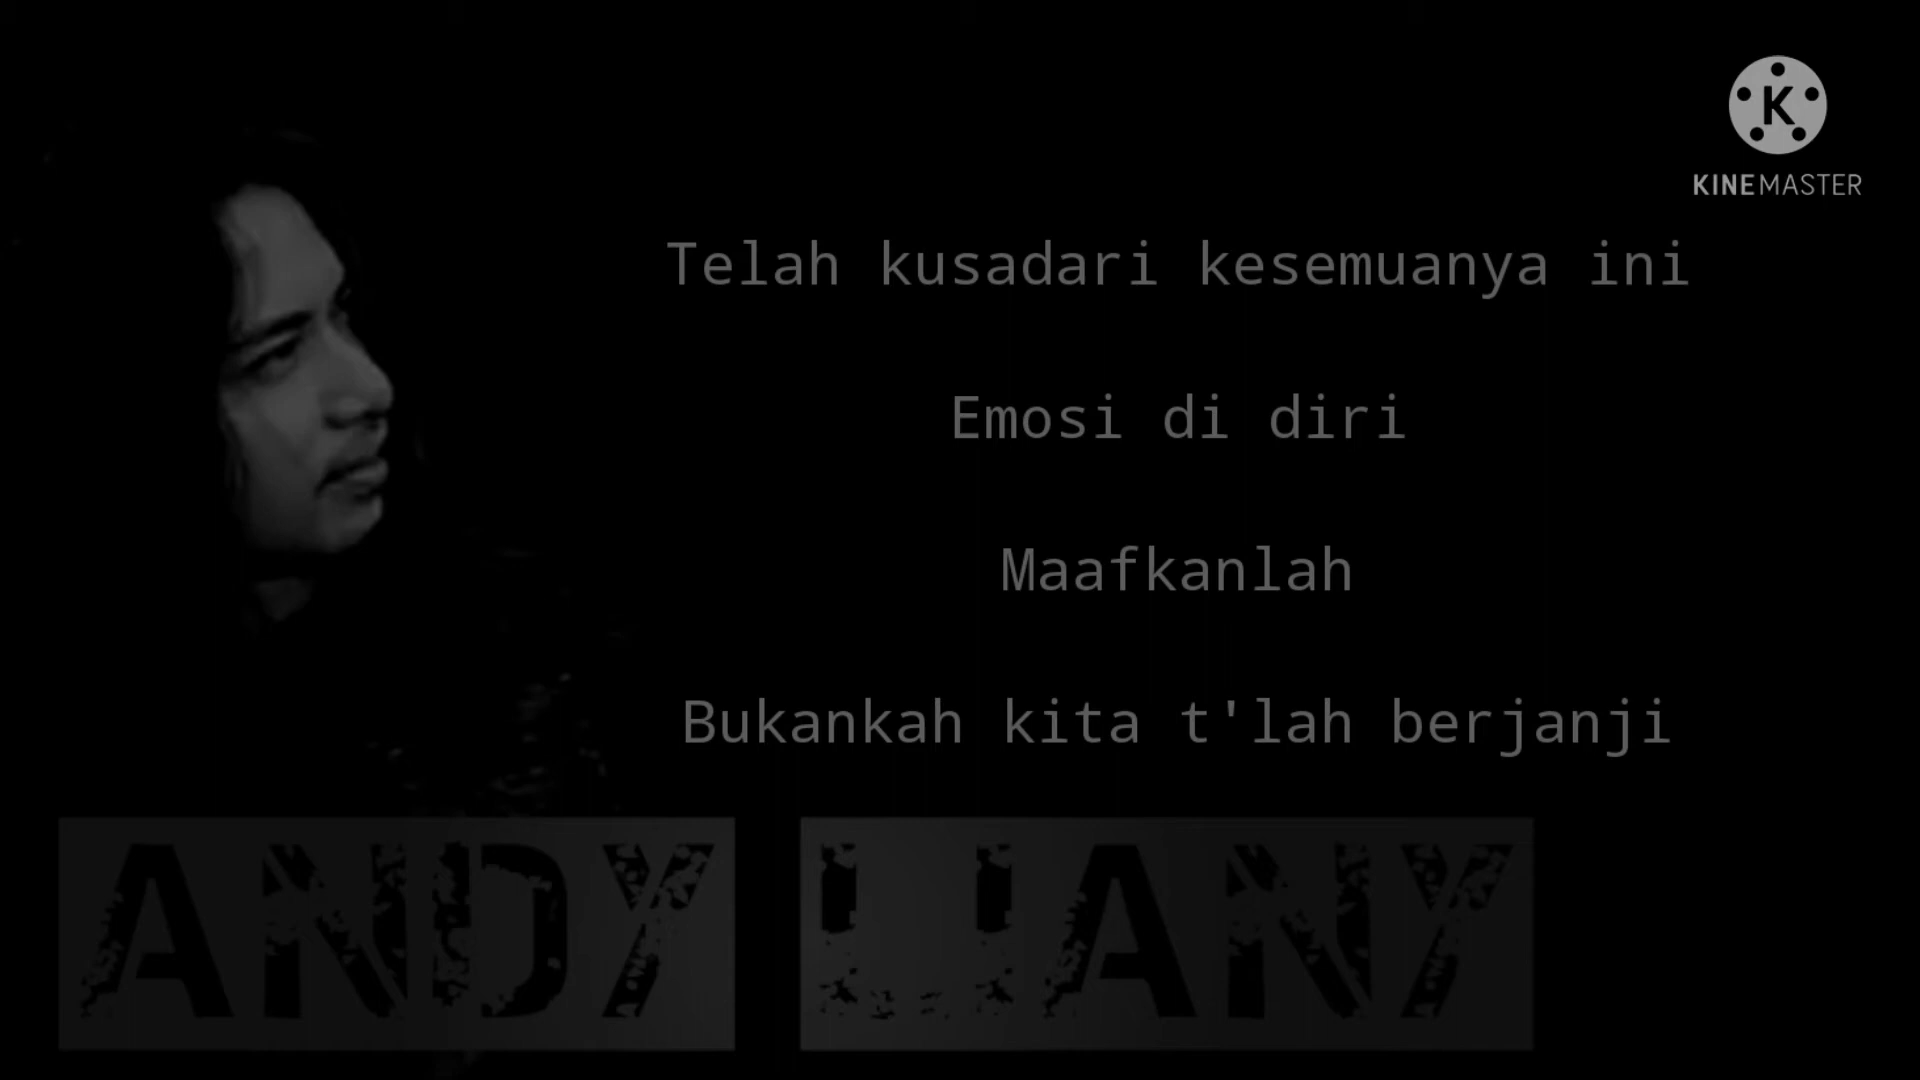 K
KINEMASTER
Telah kusadari kesemuanya ini
Emosi di diri
Maafkanlah
Bukankah kita t'lah berjanji
ANDY LIANY